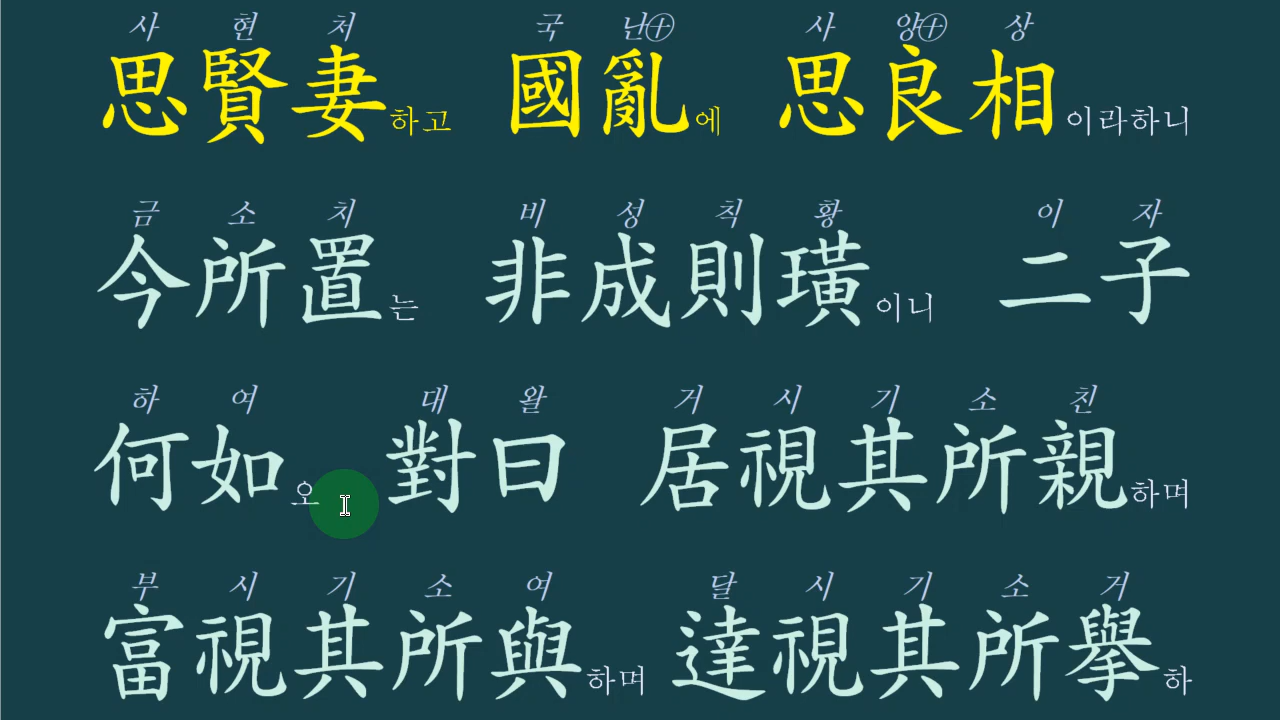 사 현 처 국 난㊉ 사 양㊉ 상
思賢妻하고 國亂에 思良相이라하니
금 소 치 비 성 칙 황 이 자
今所置는 非成則璜이니 二子
하 여 대 왈 거 시 기 소 친
何如오 對曰 居視其所親하며
부 시 기 소 여 달 시 기 소 거
富視其所與하며 達視其所擧하